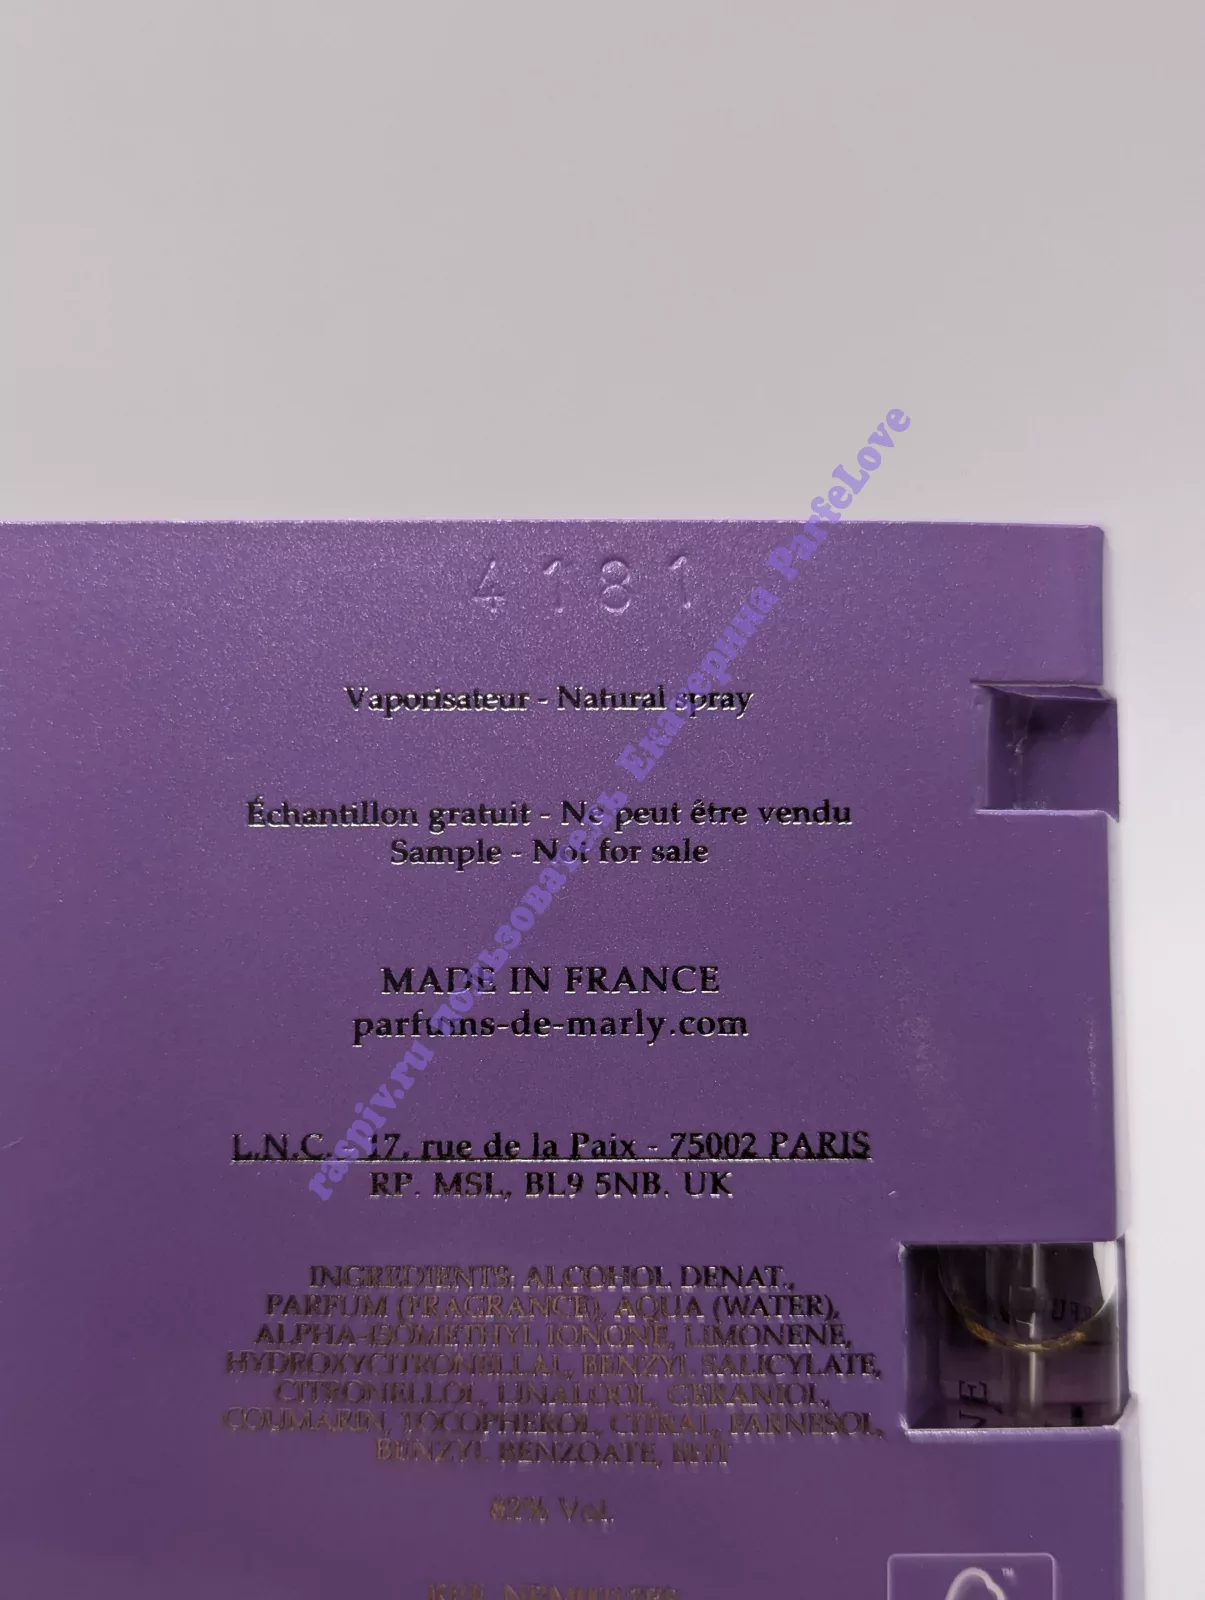 4181
Vaporisateur - Natural spray
Échantillon gratuit - Ne peut être vendu
Sample - Not for sale
MADE IN FRANCE
parfums-de-marly.com
L.N.C. - 17, rue de la Paix - 75002 PARIS
RP. MSL, BL9 5NB. UK
INGREDIENTS: ALCOHOL DENAT.,
PARFUM (FRAGRANCE), AQUA (WATER),
ALPHA-ISOMETHYL IONONE, LIMONENE,
HYDROXYCITRONELLAL, BENZYL SALICYLATE,
CITRONELLOL, LINALOOL, GERANIOL,
COUMARIN, TOCOPHEROL, CITRAL, FARNESOL,
BENZYL BENZOATE, BHT
82% Vol.
raspiv.ru пользователь Екатерина ParfeLove